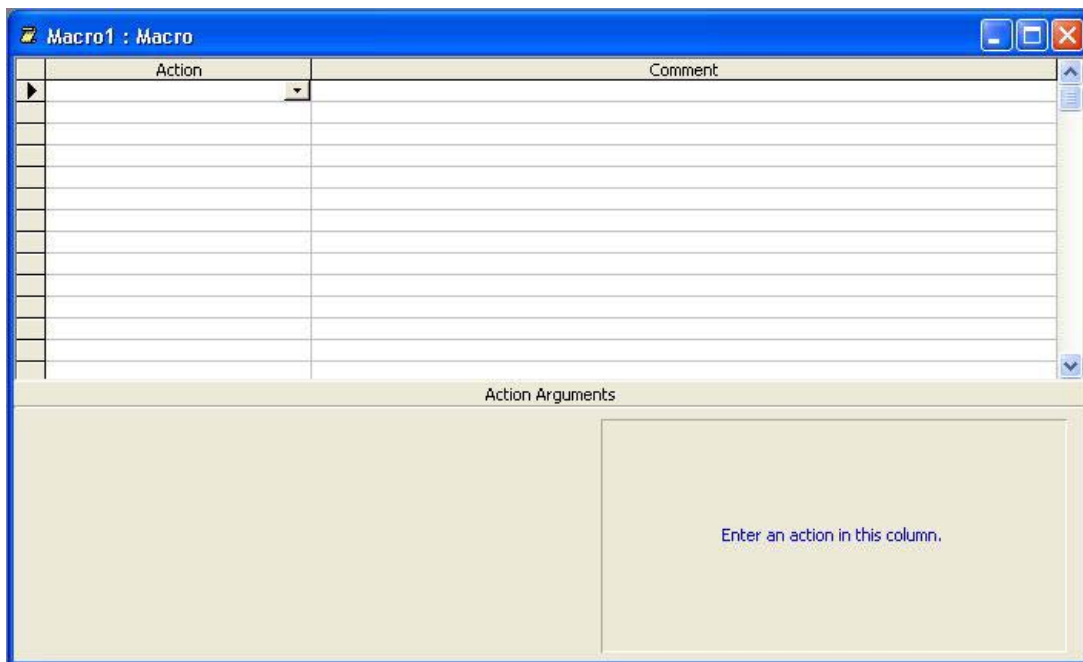 Macro1 : Macro
Action Comment
Action Arguments
Enter an action in this column.